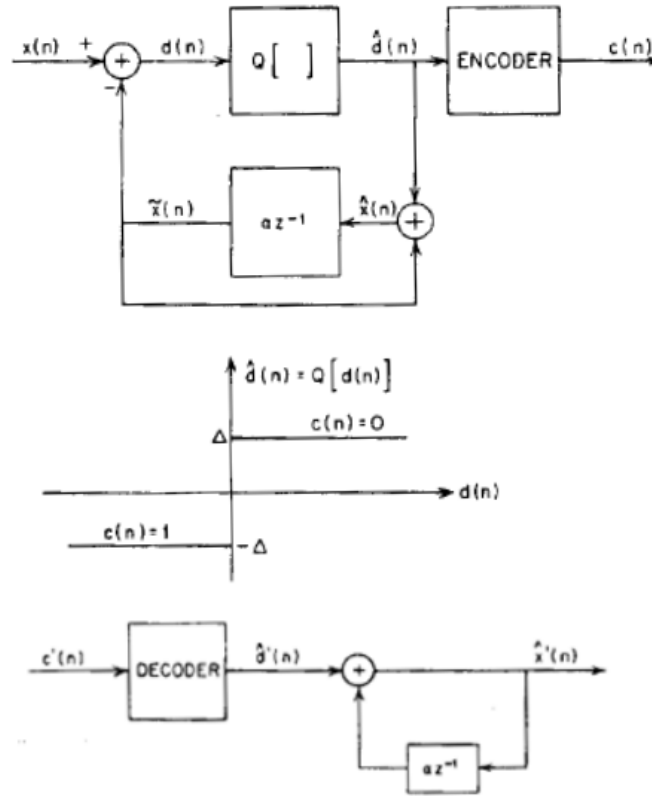 x(n)
+
+
-
d(n)
Q[ ]
d̂(n)
ENCODER
c(n)
x̃(n)
az⁻¹
x̂(n)
+
d̂(n) = Q[d(n)]
Δ
c(n) = 0
d(n)
c(n) = 1
-Δ
c'(n)
DECODER
d̂'(n)
+
x̂'(n)
az⁻¹